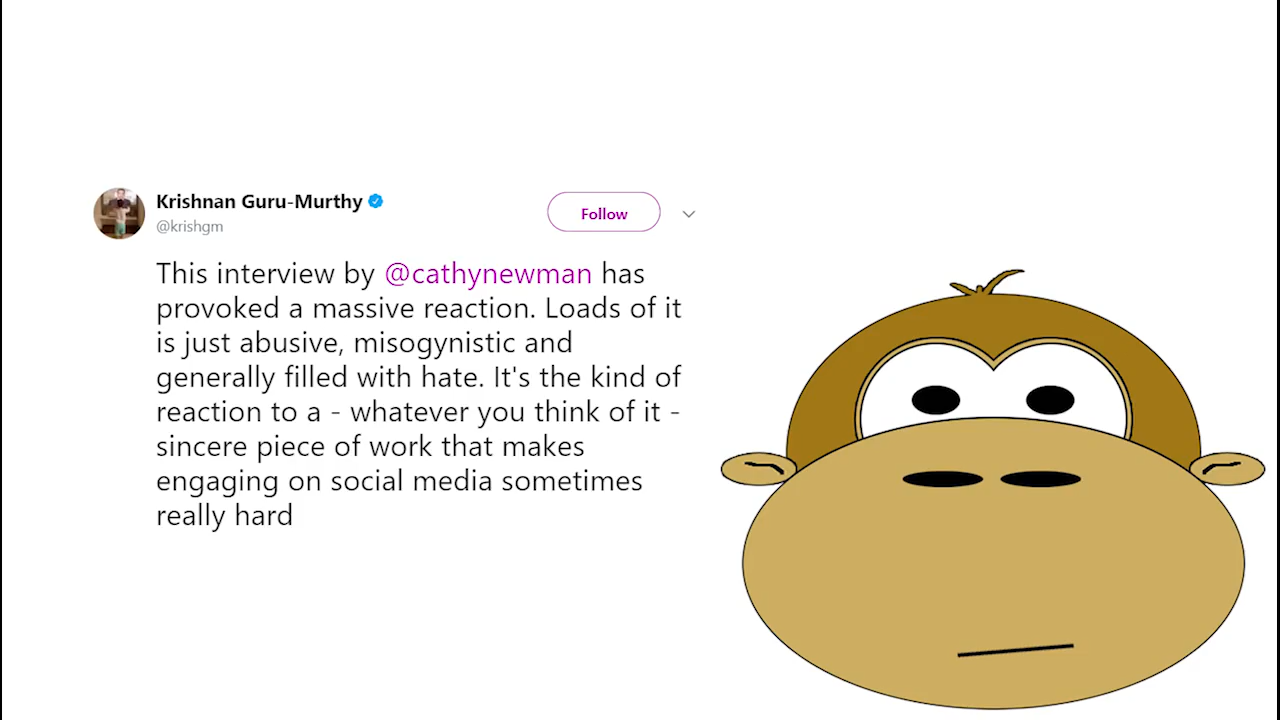 Krishnan Guru-Murthy
@krishgm
Follow
This interview by @cathynewman has
provoked a massive reaction. Loads of it
is just abusive, misogynistic and
generally filled with hate. It's the kind of
reaction to a - whatever you think of it -
sincere piece of work that makes
engaging on social media sometimes
really hard